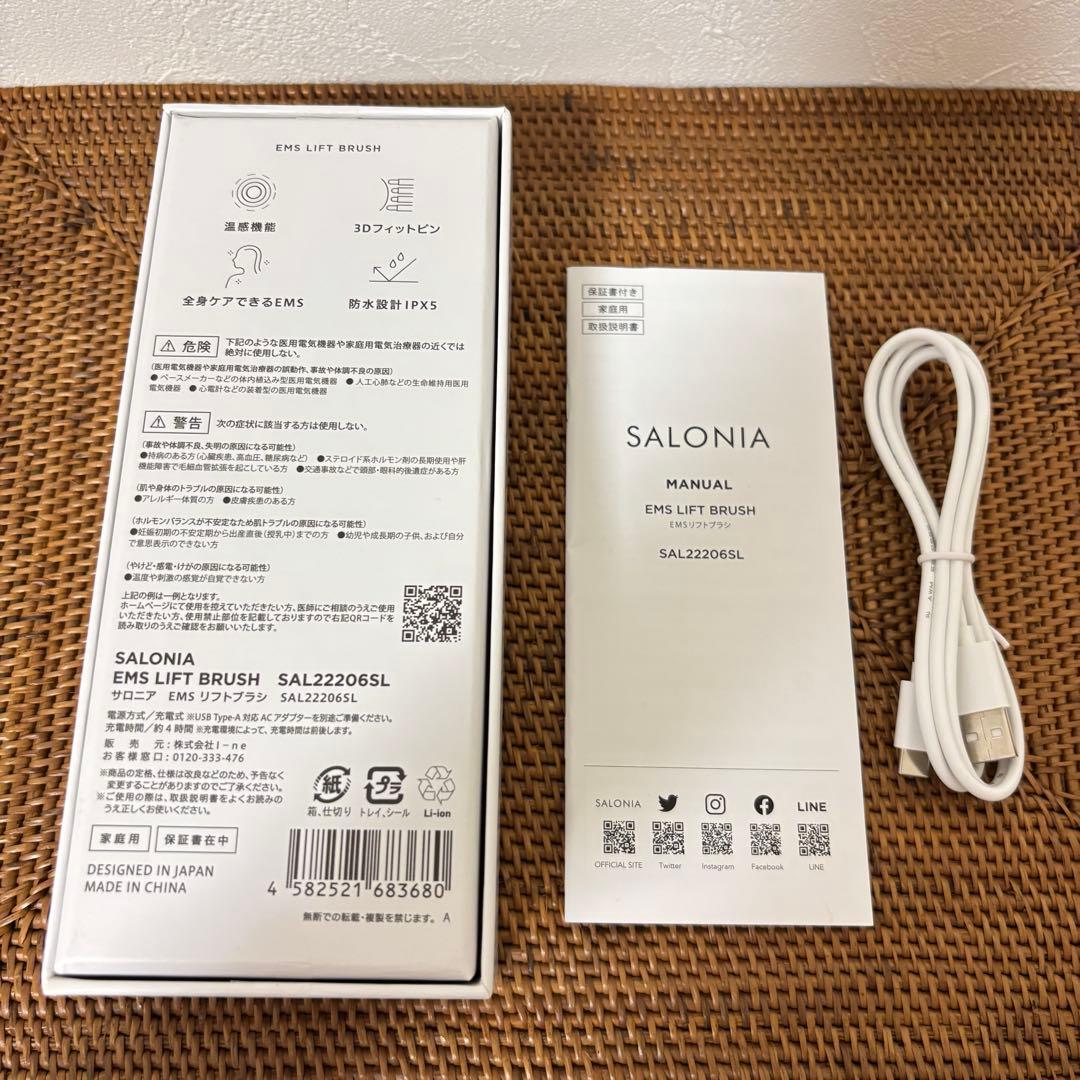 EMS LIFT BRUSH
温感機能
3Dフィットピン
全身ケアできるEMS
防水設計IPX5
危険
下記のような医用電気機器や家庭用電気治療器の近くでは
絶対に使用しない。
(医用電気機器や家庭用電気治療器の誤動作、事故や体調不良の原因)
●ペースメーカーなどの体内植込み型医用電気機器 ●人工心肺などの生命維持用医用
電気機器 ●心電計などの装着型の医用電気機器
警告
次の症状に該当する方は使用しない。
(事故や体調不良、失明の原因になる可能性)
●持病のある方(心臓疾患、高血圧、糖尿病など) ●ステロイド系ホルモン剤の長期使用や肝
機能障害で毛細血管拡張を起こしている方 ●交通事故などで頭部・眼科的後遺症がある方
(肌や身体のトラブルの原因になる可能性)
●アレルギー体質の方 ●皮膚疾患のある方
(ホルモンバランスが不安定なため肌トラブルの原因になる可能性)
●妊娠初期の不安定期から出産直後(授乳中)までの方 ●幼児や成長期の子供、および自分
で意思表示のできない方
(やけど・感電・けがの原因になる可能性)
●温度や刺激の感覚が自覚できない方
上記の例は一例となります。
ホームページにて使用を控えていただきたい方、医師にご相談のうえご使用
いただきたい方、使用禁止部位を記載しておりますので右記QRコードを
読み取りのうえご確認をお願いいたします。
SALONIA
EMS LIFT BRUSH SAL22206SL
サロニア EMS リフトブラシ SAL22206SL
電源方式/充電式 ※USB Type-A 対応 AC アダプターを別途ご準備ください。
充電時間/約4時間 ※充電環境によって、充電時間は前後します。
販売元:株式会社I-ne
お客様窓口:0120-333-476
※商品の定格、仕様は改良などのため、予告なく
変更することがありますのでご了承ください。
※ご使用の際は、取扱説明書をよくお読みの
うえ正しくお使いください。
紙
プラ
箱、仕切り トレイ、シール Li-ion
家庭用
保証書在中
DESIGNED IN JAPAN
MADE IN CHINA
4 582521 683680
無断での転載・複製を禁じます。 A
保証書付き
家庭用
取扱説明書
SALONIA
MANUAL
EMS LIFT BRUSH
EMSリフトブラシ
SAL22206SL
SALONIA
LINE
OFFICIAL SITE
Twitter
Instagram
Facebook
LINE